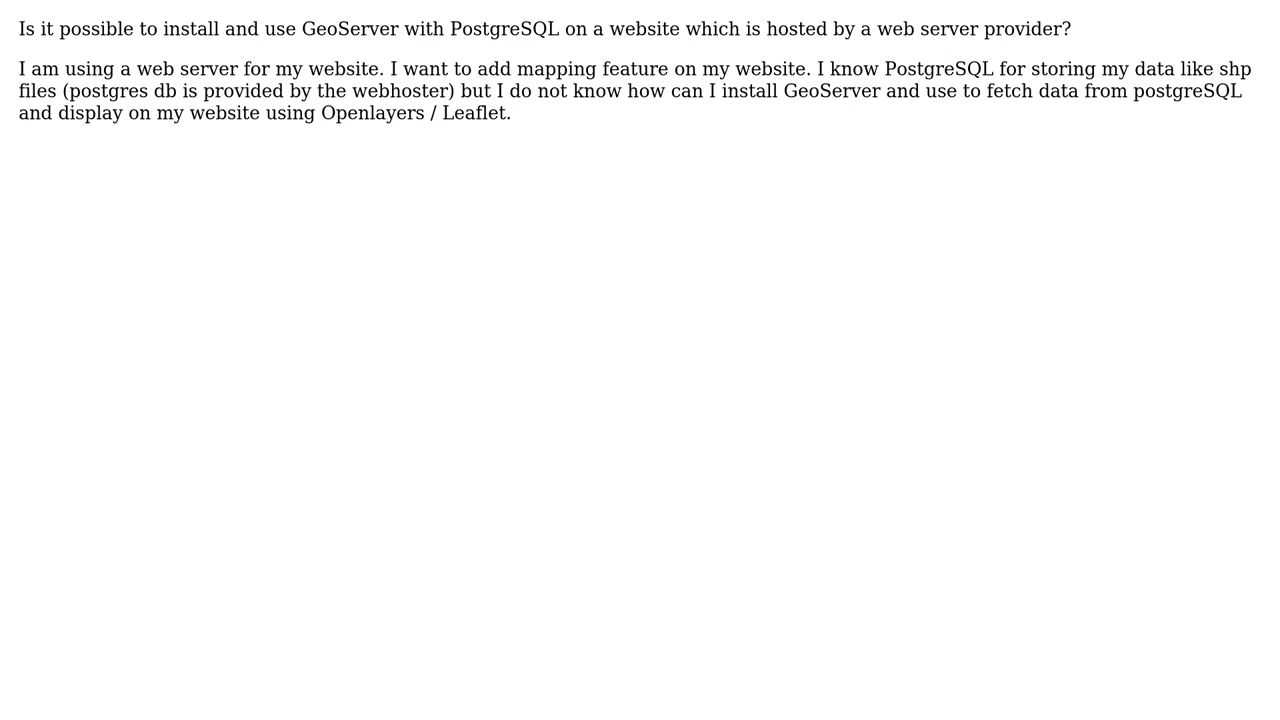 Is it possible to install and use GeoServer with PostgreSQL on a website which is hosted by a web server provider?
I am using a web server for my website. I want to add mapping feature on my website. I know PostgreSQL for storing my data like shp
files (postgres db is provided by the webhoster) but I do not know how can I install GeoServer and use to fetch data from postgreSQL
and display on my website using Openlayers / Leaflet.